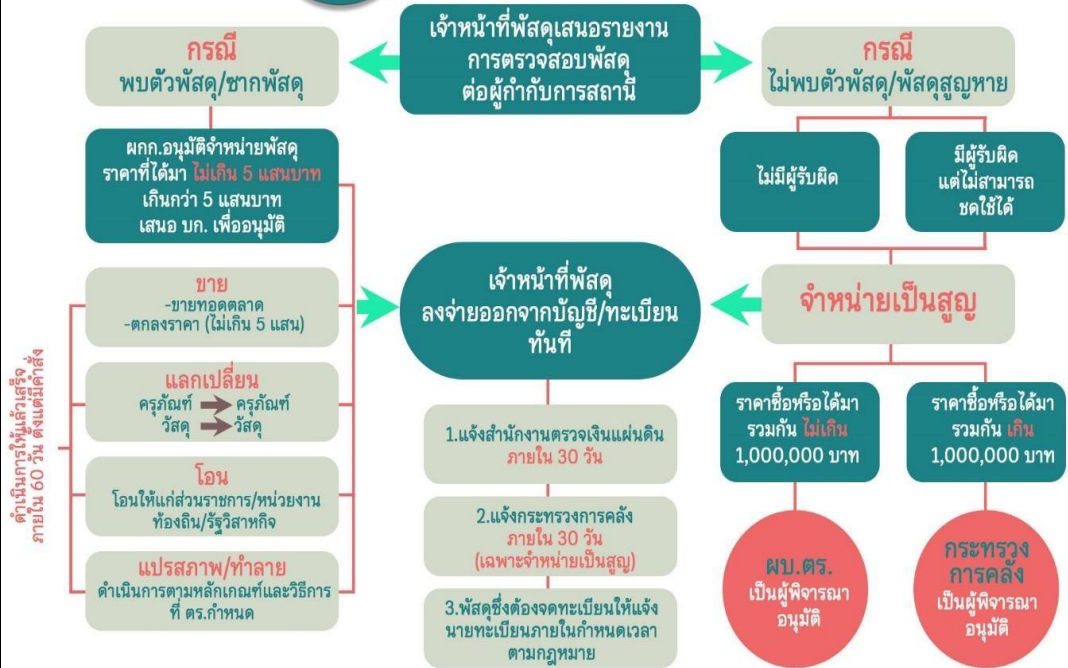 เจ้าหน้าที่พัสดุเสนอรายงาน
การตรวจสอบพัสดุ
ต่อผู้กำกับการสถานี
กรณี
พบตัวพัสดุ/ซากพัสดุ
ผกก.อนุมัติจำหน่ายพัสดุ
ราคาที่ได้มา ไม่เกิน 5 แสนบาท
เกินกว่า 5 แสนบาท
เสนอ บก. เพื่ออนุมัติ
ดำเนินการให้แล้วเสร็จ
ภายใน 60 วัน ตั้งแต่มีคำสั่ง
ขาย
-ขายทอดตลาด
-ตกลงราคา (ไม่เกิน 5 แสน)
แลกเปลี่ยน
ครุภัณฑ์ ครุภัณฑ์
วัสดุ วัสดุ
โอน
โอนให้แก่ส่วนราชการ/หน่วยงาน
ท้องถิ่น/รัฐวิสาหกิจ
แปรสภาพ/ทำลาย
ดำเนินการตามหลักเกณฑ์และวิธีการ
ที่ ตร.กำหนด
เจ้าหน้าที่พัสดุ
ลงจ่ายออกจากบัญชี/ทะเบียน
ทันที
1.แจ้งสำนักงานตรวจเงินแผ่นดิน
ภายใน 30 วัน
2.แจ้งกระทรวงการคลัง
ภายใน 30 วัน
(เฉพาะจำหน่ายเป็นสูญ)
3.พัสดุซึ่งต้องจดทะเบียนให้แจ้ง
นายทะเบียนภายในกำหนดเวลา
ตามกฎหมาย
กรณี
ไม่พบตัวพัสดุ/พัสดุสูญหาย
ไม่มีผู้รับผิด
มีผู้รับผิด
แต่ไม่สามารถ
ชดใช้ได้
จำหน่ายเป็นสูญ
ราคาซื้อหรือได้มา
รวมกัน ไม่เกิน
1,000,000 บาท
ราคาซื้อหรือได้มา
รวมกัน เกิน
1,000,000 บาท
ผบ.ตร.
เป็นผู้พิจารณา
อนุมัติ
กระทรวง
การคลัง
เป็นผู้พิจารณา
อนุมัติ